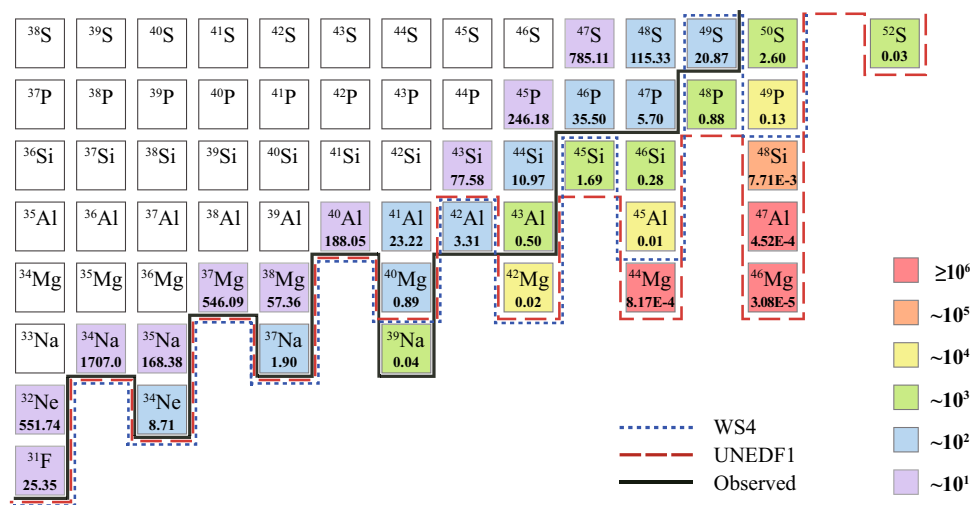 ³⁸S ³⁹S ⁴⁰S ⁴¹S ⁴²S ⁴³S ⁴⁴S ⁴⁵S ⁴⁶S ⁴⁷S ⁴⁸S ⁴⁹S ⁵⁰S ⁵²S
785.11 115.33 20.87 2.60 0.03
³⁷P ³⁸P ³⁹P ⁴⁰P ⁴¹P ⁴²P ⁴³P ⁴⁴P ⁴⁵P ⁴⁶P ⁴⁷P ⁴⁸P ⁴⁹P
246.18 35.50 5.70 0.88 0.13
³⁶Si ³⁷Si ³⁸Si ³⁹Si ⁴⁰Si ⁴¹Si ⁴²Si ⁴³Si ⁴⁴Si ⁴⁵Si ⁴⁶Si ⁴⁸Si
77.58 10.97 1.69 0.28 7.71E-3
³⁵Al ³⁶Al ³⁷Al ³⁸Al ³⁹Al ⁴⁰Al ⁴¹Al ⁴²Al ⁴³Al ⁴⁵Al ⁴⁷Al
188.05 23.22 3.31 0.50 0.01 4.52E-4
³⁴Mg ³⁵Mg ³⁶Mg ³⁷Mg ³⁸Mg ⁴⁰Mg ⁴²Mg ⁴⁴Mg ⁴⁶Mg
546.09 57.36 0.89 0.02 8.17E-4 3.08E-5
≥10⁶
~10⁵
³³Na ³⁴Na ³⁵Na ³⁷Na ³⁹Na
1707.0 168.38 1.90 0.04
~10⁴
³²Ne ³⁴Ne
551.74 8.71
~10³
WS4
~10²
³¹F
25.35
UNEDF1
Observed
~10¹